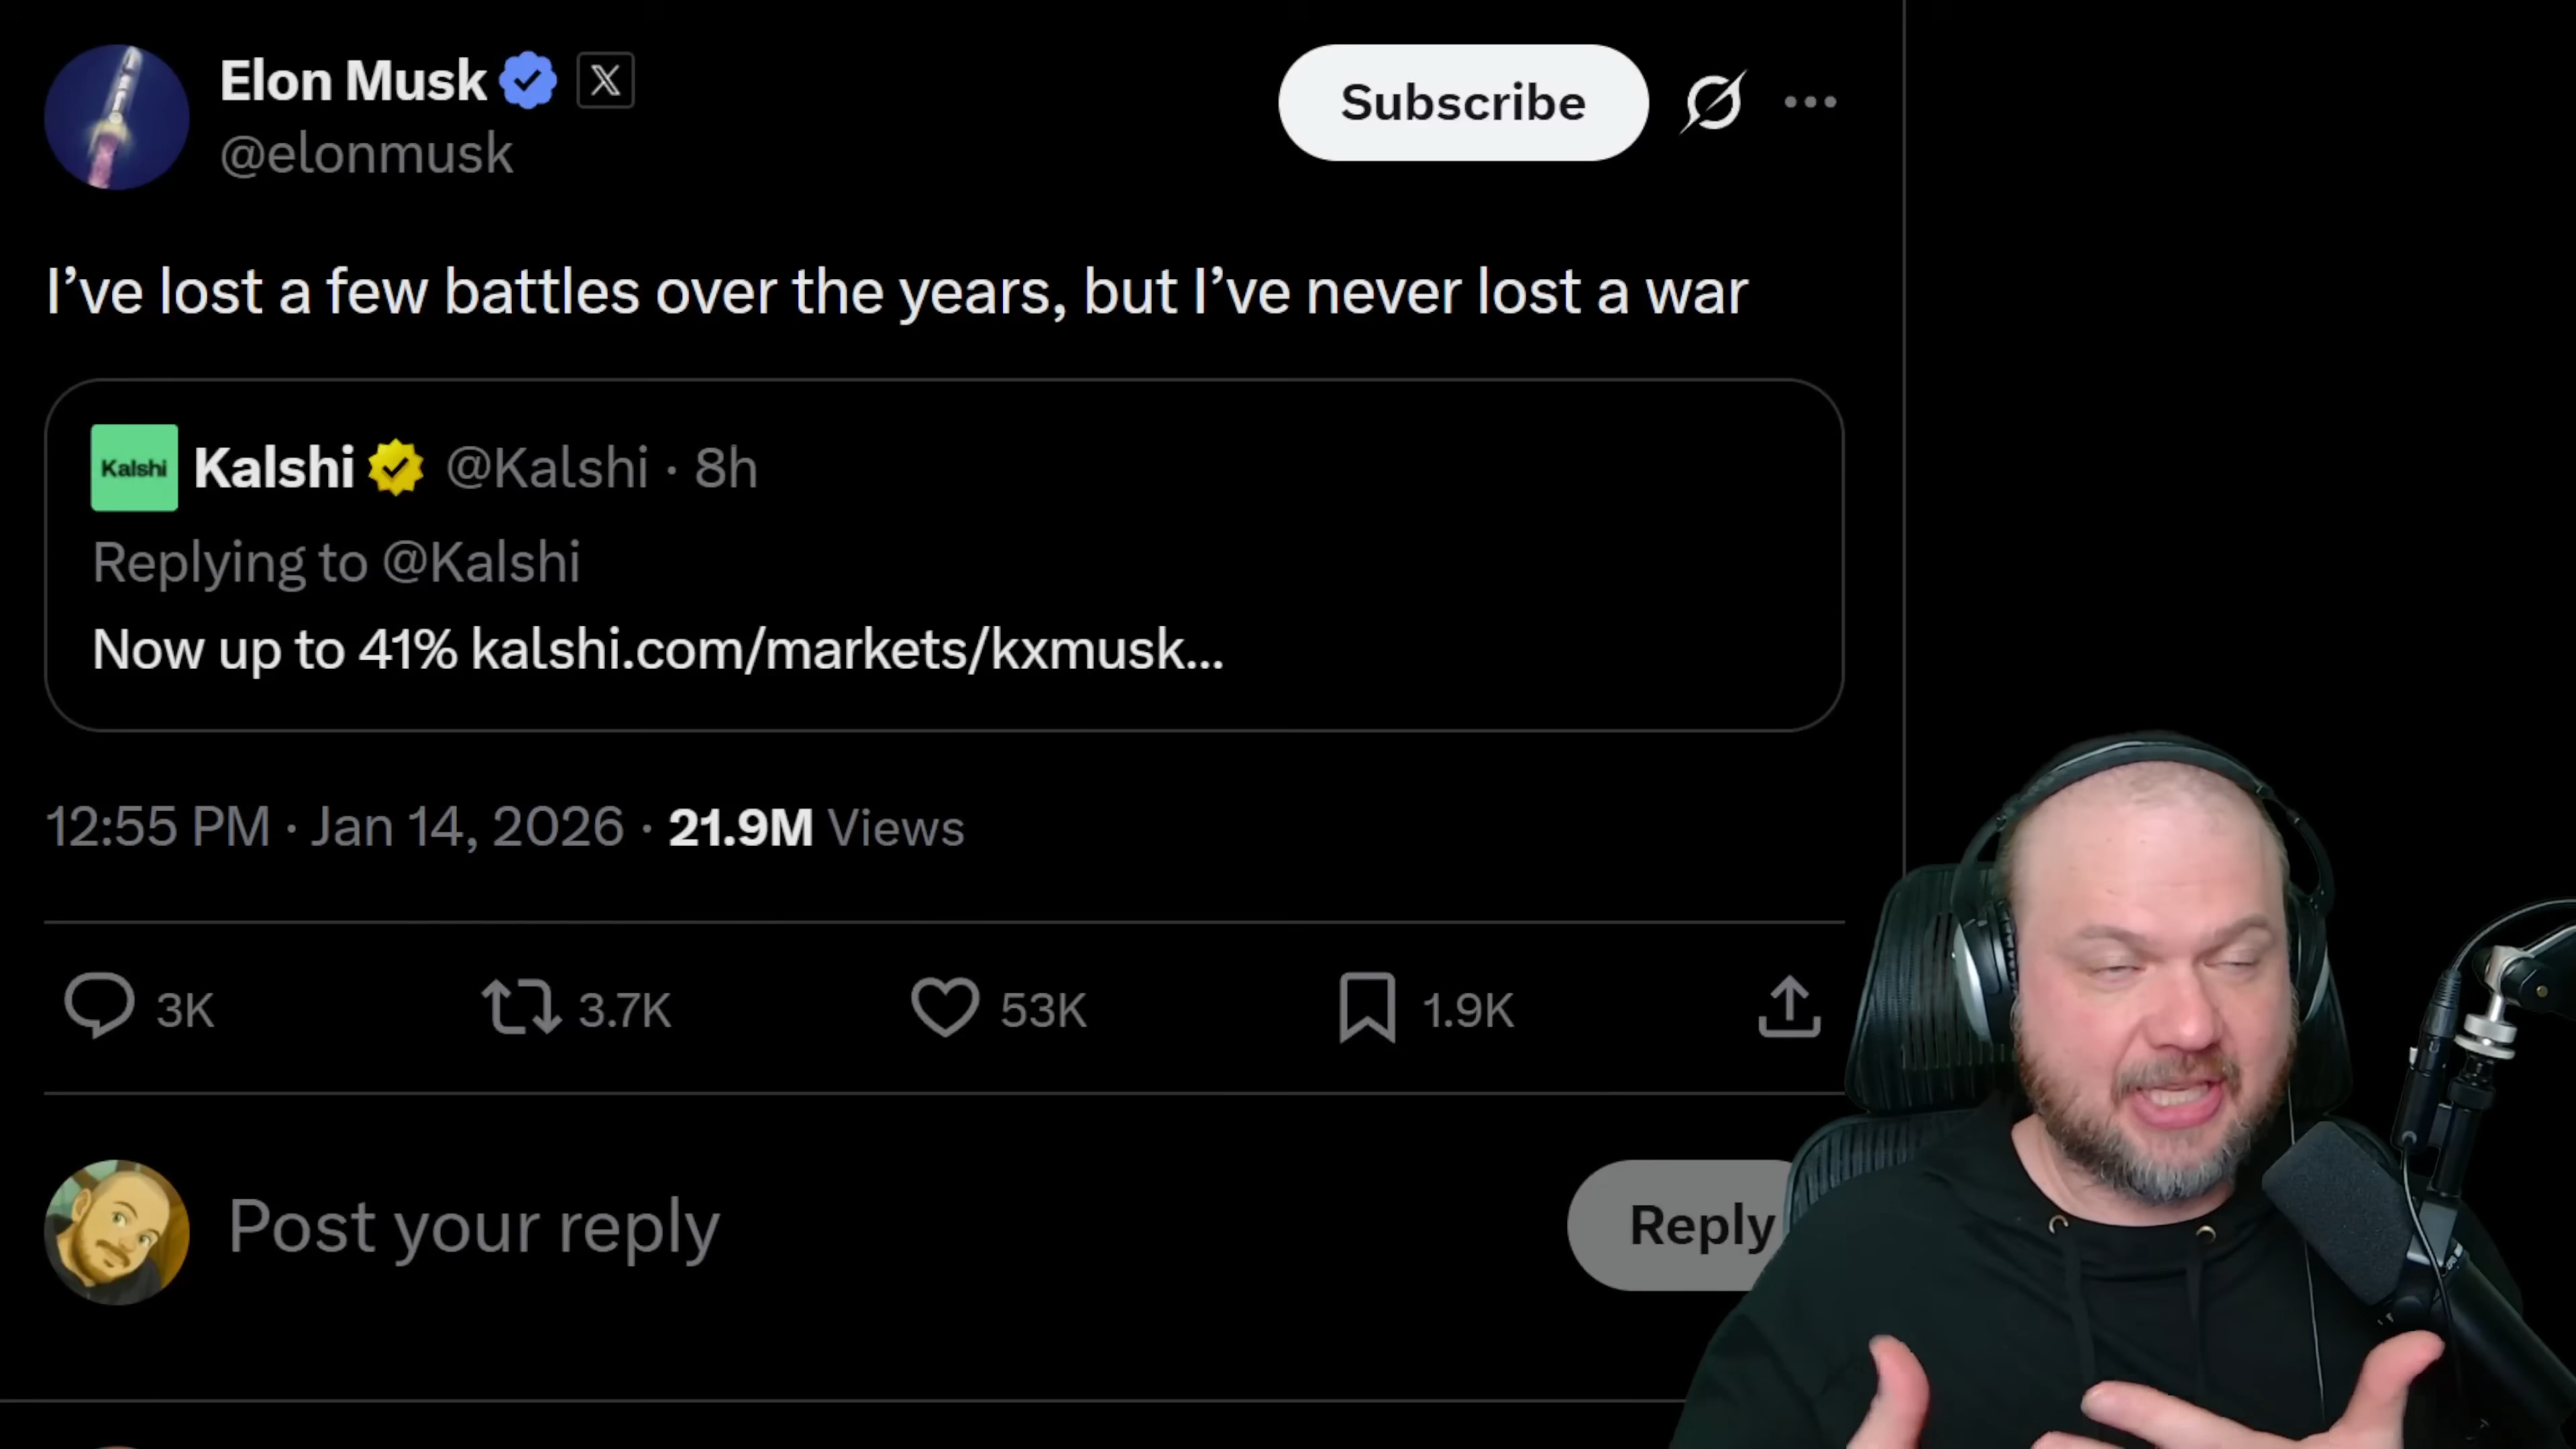 Elon Musk
Subscribe
@elonmusk
I’ve lost a few battles over the years, but I’ve never lost a war
Kalshi
Kalshi @Kalshi · 8h
Replying to @Kalshi
Now up to 41% kalshi.com/markets/kxmusk...
12:55 PM · Jan 14, 2026 · 21.9M Views
3K 3.7K 53K 1.9K
Post your reply
Reply